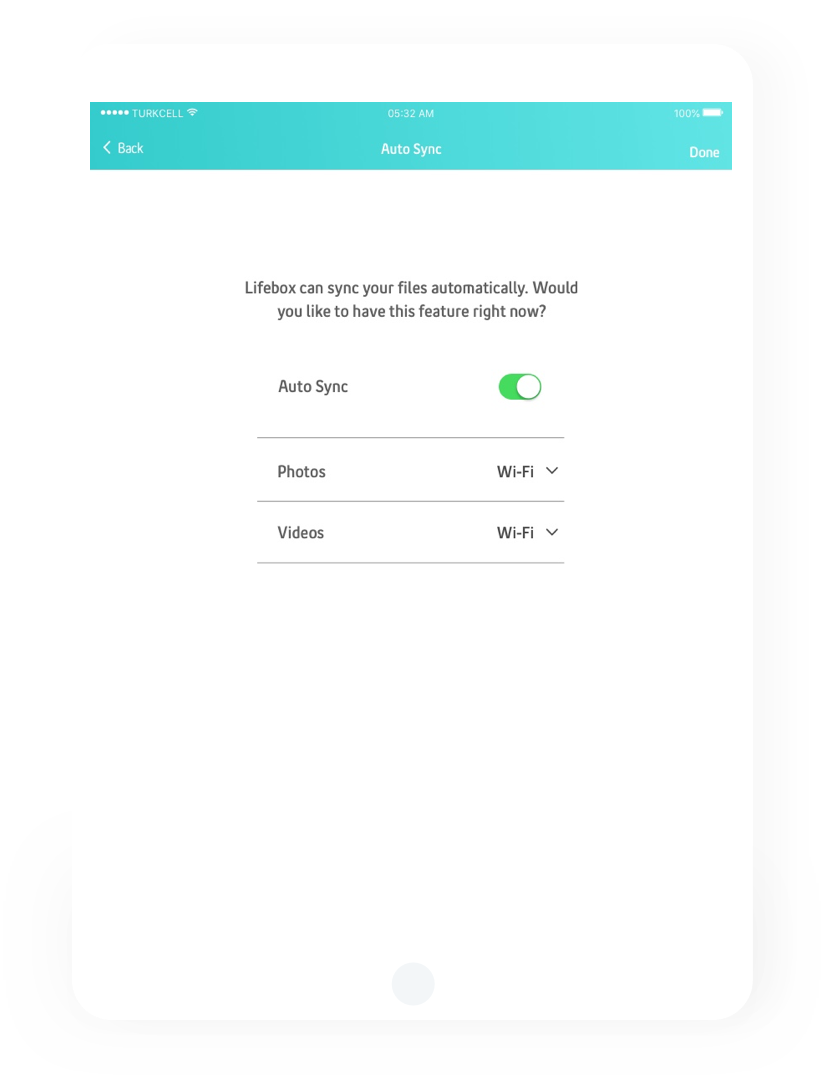 TURKCELL 05:32 AM 100%
Back Auto Sync Done
Lifebox can sync your files automatically. Would
you like to have this feature right now?
Auto Sync
Photos Wi-Fi
Videos Wi-Fi